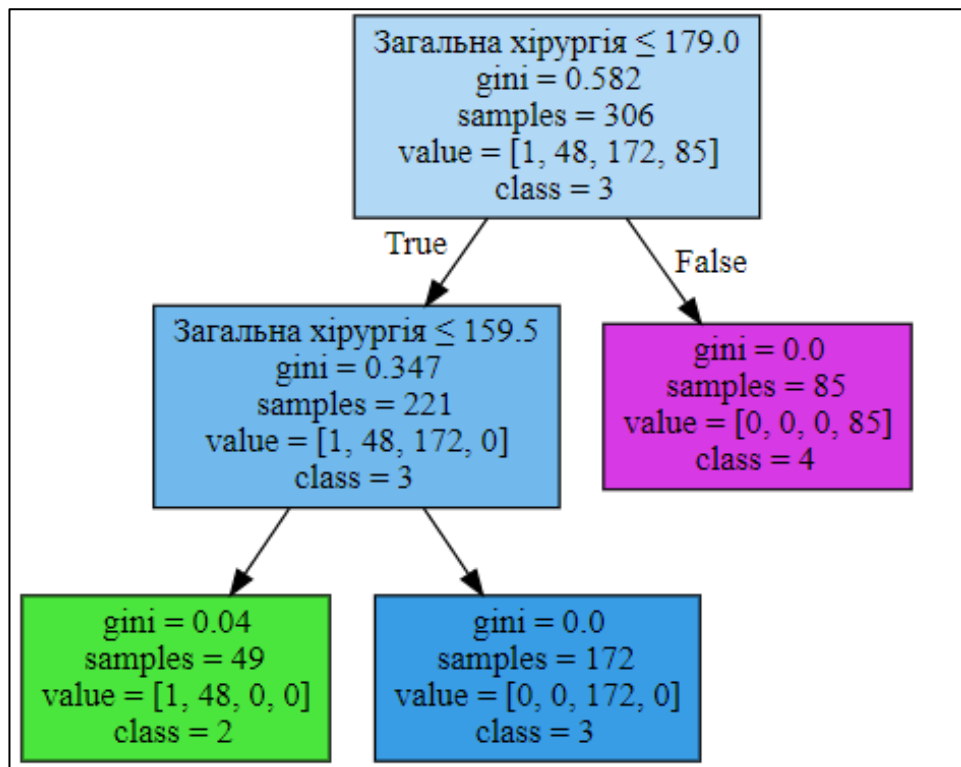 Загальна хірургія ≤ 179.0
gini = 0.582
samples = 306
value = [1, 48, 172, 85]
class = 3
True
False
Загальна хірургія ≤ 159.5
gini = 0.347
samples = 221
value = [1, 48, 172, 0]
class = 3
gini = 0.0
samples = 85
value = [0, 0, 0, 85]
class = 4
gini = 0.04
samples = 49
value = [1, 48, 0, 0]
class = 2
gini = 0.0
samples = 172
value = [0, 0, 172, 0]
class = 3